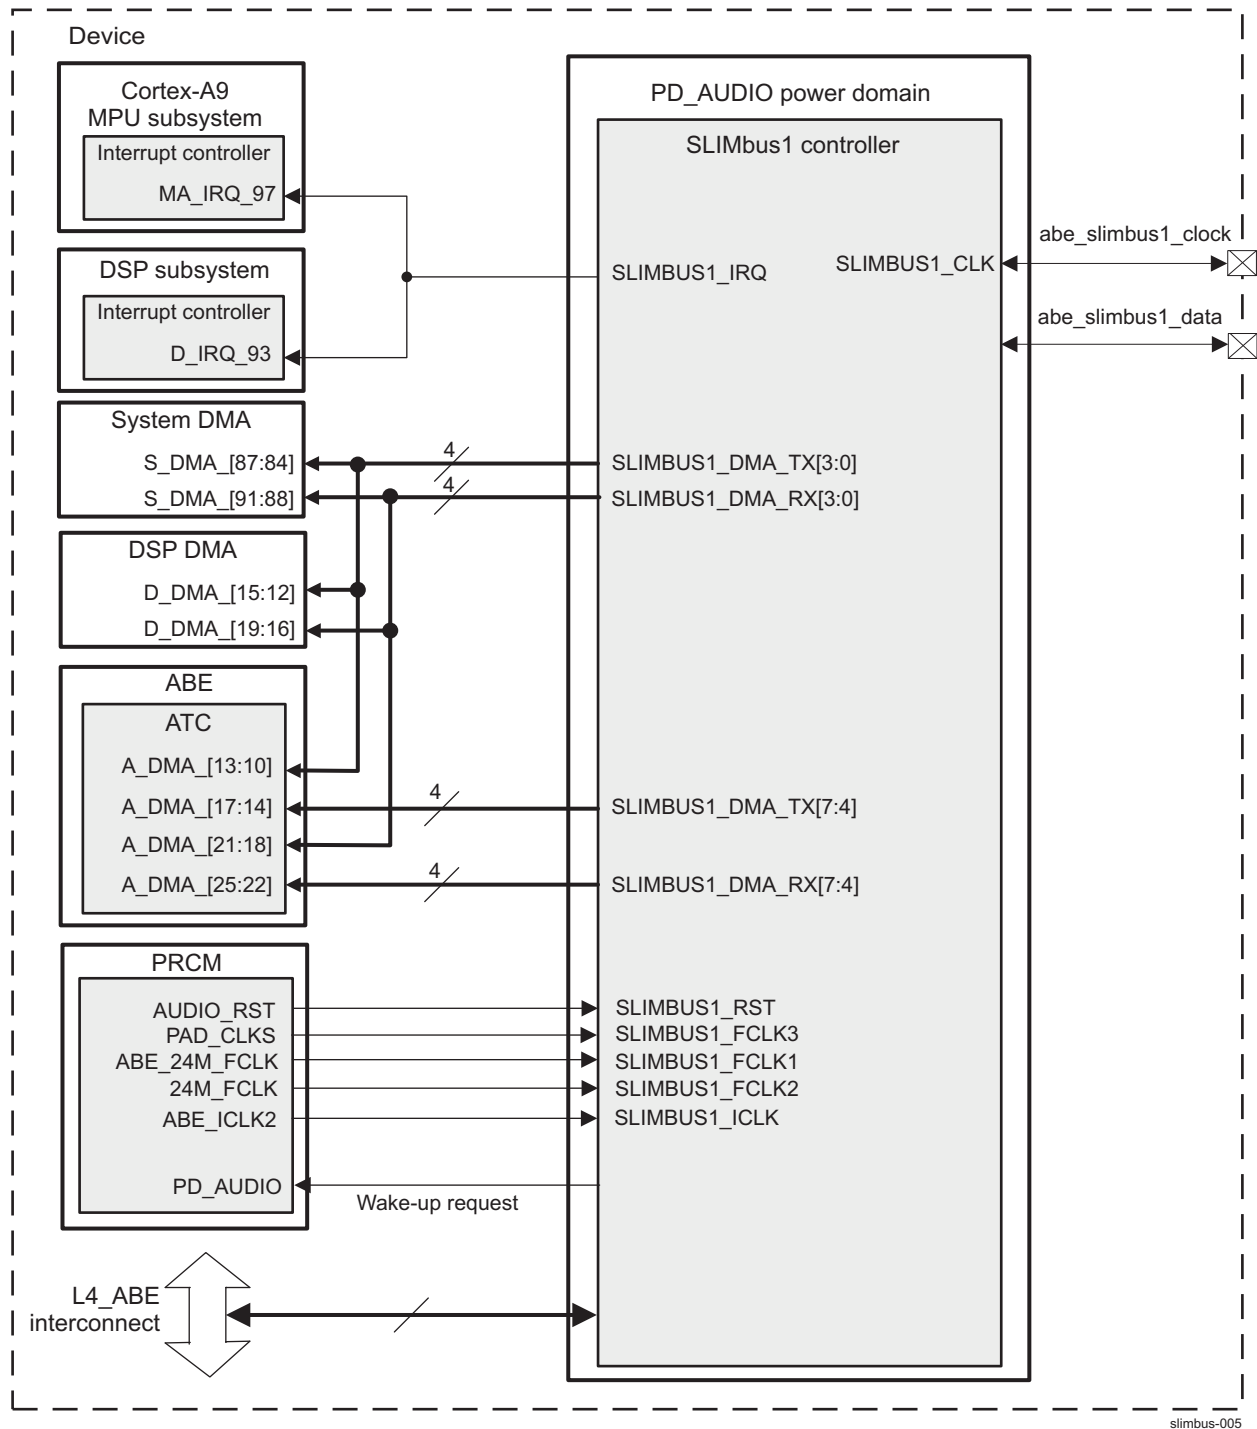 Device
Cortex-A9
MPU subsystem
Interrupt controller
MA_IRQ_97
DSP subsystem
Interrupt controller
D_IRQ_93
System DMA
S_DMA_[87:84]
S_DMA_[91:88]
DSP DMA
D_DMA_[15:12]
D_DMA_[19:16]
ABE
ATC
A_DMA_[13:10]
A_DMA_[17:14]
A_DMA_[21:18]
A_DMA_[25:22]
PRCM
AUDIO_RST
PAD_CLKS
ABE_24M_FCLK
24M_FCLK
ABE_ICLK2
PD_AUDIO
Wake-up request
L4_ABE
interconnect
4
4
4
4
PD_AUDIO power domain
SLIMbus1 controller
SLIMBUS1_IRQ
SLIMBUS1_CLK
SLIMBUS1_DMA_TX[3:0]
SLIMBUS1_DMA_RX[3:0]
SLIMBUS1_DMA_TX[7:4]
SLIMBUS1_DMA_RX[7:4]
SLIMBUS1_RST
SLIMBUS1_FCLK3
SLIMBUS1_FCLK1
SLIMBUS1_FCLK2
SLIMBUS1_ICLK
abe_slimbus1_clock
abe_slimbus1_data
slimbus-005